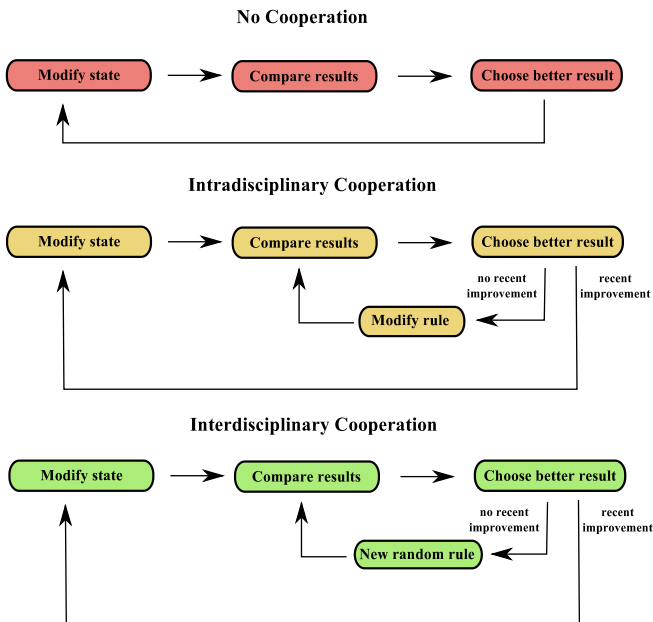 No Cooperation
Modify state
Compare results
Choose better result
Intradisciplinary Cooperation
Modify state
Compare results
Choose better result
no recent
improvement
recent
improvement
Modify rule
Interdisciplinary Cooperation
Modify state
Compare results
Choose better result
no recent
improvement
recent
improvement
New random rule